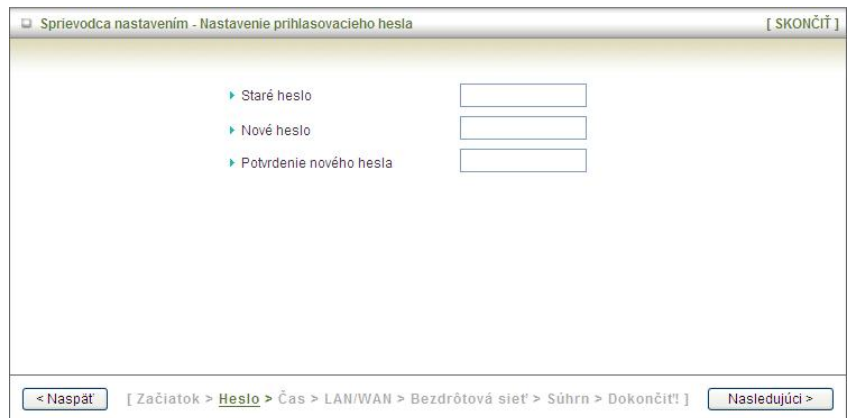 Sprievodca nastavením - Nastavenie prihlasovacieho hesla [ SKONČIŤ ]
Staré heslo
Nové heslo
Potvrdenie nového hesla
< Naspäť [ Začiatok > Heslo > Čas > LAN/WAN > Bezdrôtová sieť > Súhrn > Dokončiť! ] Nasledujúci >